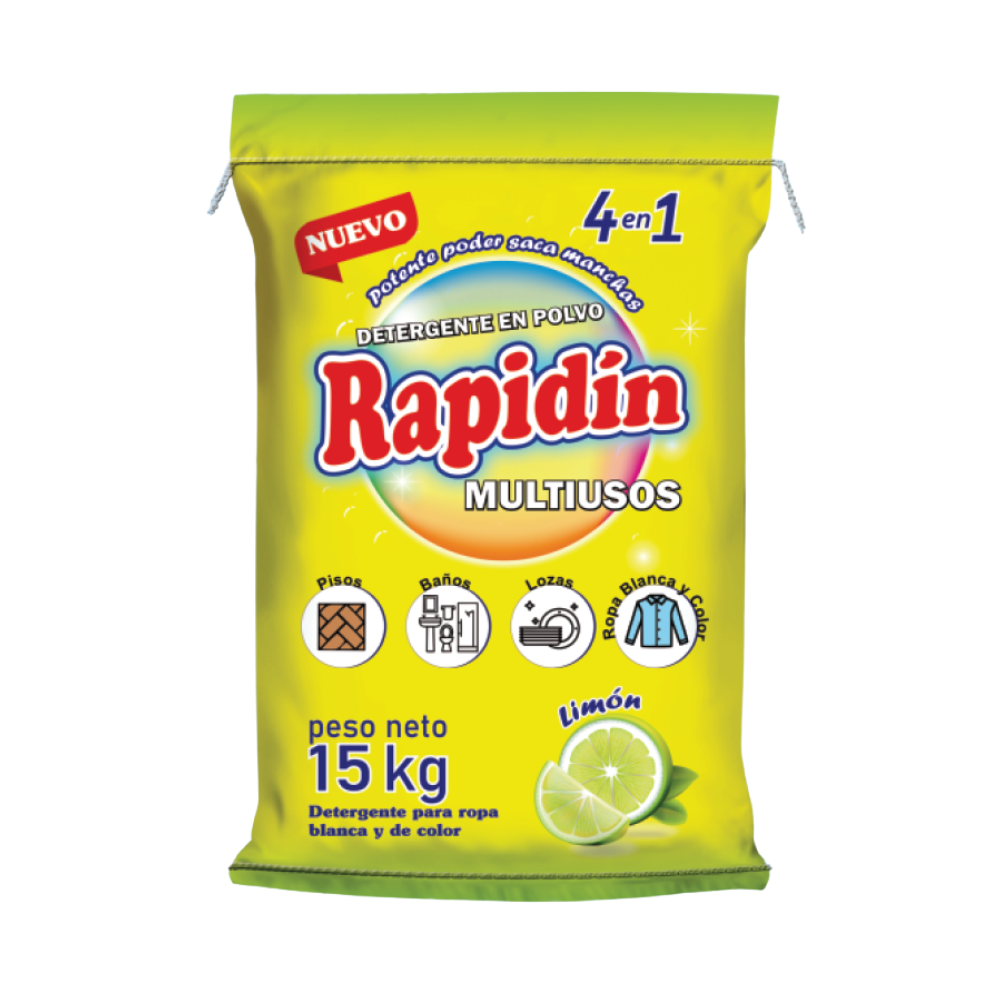 NUEVO
4 en 1
potente poder saca manchas
DETERGENTE EN POLVO
Rapidín
MULTIUSOS
Pisos
Baños
Lozas
Ropa Blanca y Color
Limón
peso neto
15 kg
Detergente para ropa
blanca y de color